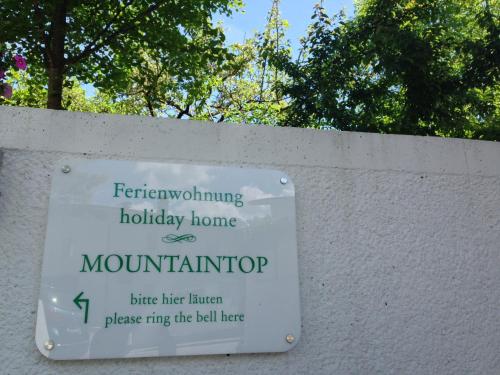 Ferienwohnung
holiday home
MOUNTAINTOP
bitte hier läuten
please ring the bell here